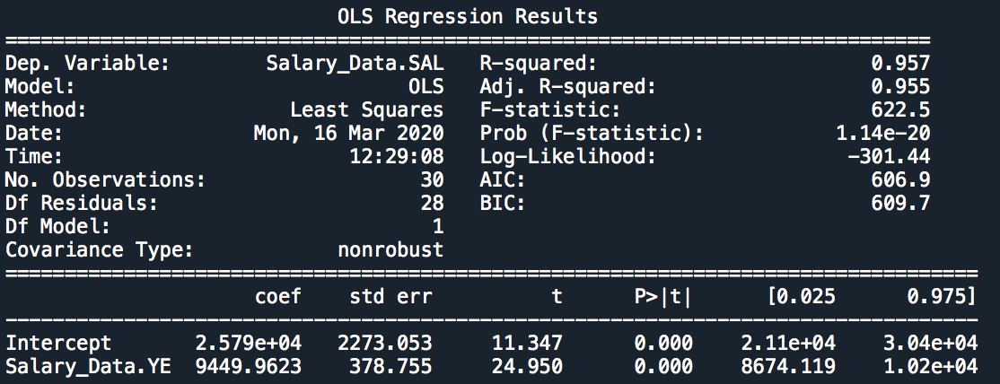 OLS Regression Results
==============================================================================
Dep. Variable: Salary_Data.SAL R-squared: 0.957
Model: OLS Adj. R-squared: 0.955
Method: Least Squares F-statistic: 622.5
Date: Mon, 16 Mar 2020 Prob (F-statistic): 1.14e-20
Time: 12:29:08 Log-Likelihood: -301.44
No. Observations: 30 AIC: 606.9
Df Residuals: 28 BIC: 609.7
Df Model: 1
Covariance Type: nonrobust
==================================================================================
coef std err t P>|t| [0.025 0.975]
----------------------------------------------------------------------------------
Intercept 2.579e+04 2273.053 11.347 0.000 2.11e+04 3.04e+04
Salary_Data.YE 9449.9623 378.755 24.950 0.000 8674.119 1.02e+04